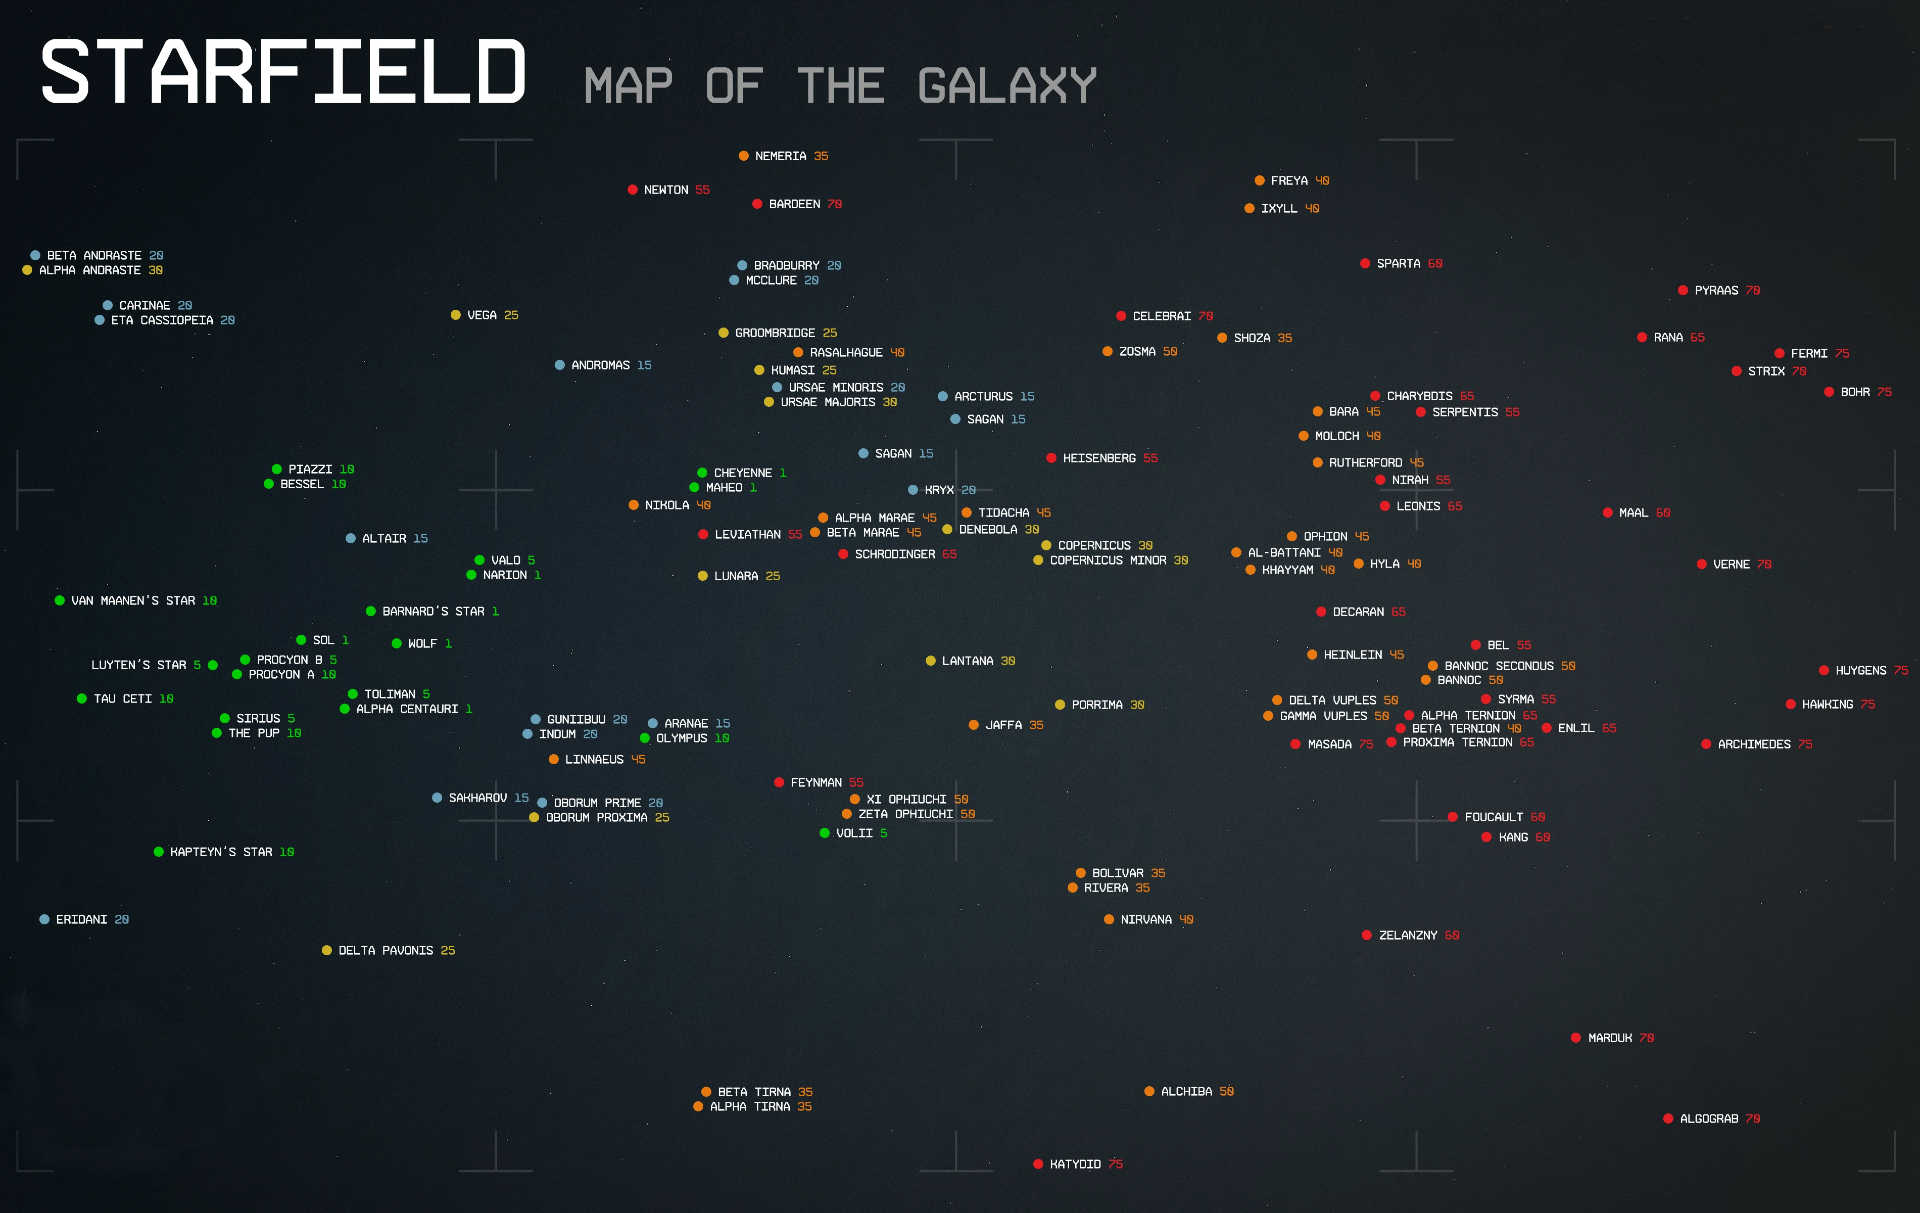 STARFIELD MAP OF THE GALAXY
NEMERIA 35
FREYA 40
NEWTON 55
BARDEEN 70
IXYLL 40
BETA ANDRASTE 20
ALPHA ANDRASTE 30
BRADBURRY 20
MCCLURE 20
SPARTA 60
PYRAAS 70
CARINAE 20
ETA CASSIOPEIA 20
VEGA 25
CELEBRAI 70
GROOMBRIDGE 25
SHOZA 35
RANA 65
RASALHAGUE 40
ZOSMA 50
FERMI 75
ANDROMAS 15
KUMASI 25
STRIX 70
URSAE MINORIS 20
URSAE MAJORIS 30
ARCTURUS 15
CHARYBDIS 65
BOHR 75
SAGAN 15
BARA 45
SERPENTIS 55
MOLOCH 40
SAGAN 15
HEISENBERG 55
RUTHERFORD 45
PIAZZI 10
BESSEL 10
CHEYENNE 1
MAHEO 1
NIRAH 55
KRYX 20
NIKOLA 40
LEONIS 65
ALPHA MARAE 45
TIDACHA 45
MAAL 60
BETA MARAE 45
DENEBOLA 30
LEVIATHAN 55
ALTAIR 15
OPHION 45
SCHRODINGER 65
COPERNICUS 30
COPERNICUS MINOR 30
AL-BATTANI 40
VALO 5
NARION 1
LUNARA 25
KHAYYAM 40
HYLA 40
VERNE 70
VAN MAANEN'S STAR 10
BARNARD'S STAR 1
DECARAN 65
SOL 1
WOLF 1
BEL 55
LUYTEN'S STAR 5
PROCYON B 5
PROCYON A 10
LANTANA 30
HEINLEIN 45
BANNOC SECONDUS 50
BANNOC 50
HUYGENS 75
TAU CETI 10
TOLIMAN 5
ALPHA CENTAURI 1
PORRIMA 30
DELTA VUPLES 50
SYRMA 55
HAWKING 75
SIRIUS 5
THE PUP 10
GUNIIBUU 20
INDUM 20
ARANAE 15
OLYMPUS 10
JAFFA 35
GAMMA VUPLES 50
ALPHA TERNION 65
BETA TERNION 40
ENLIL 65
MASADA 75
PROXIMA TERNION 65
ARCHIMEDES 75
LINNAEUS 45
FEYNMAN 55
SAKHAROV 15
OBORUM PRIME 20
OBORUM PROXIMA 25
XI OPHIUCHI 50
ZETA OPHIUCHI 50
VOLII 5
FOUCAULT 60
KANG 60
KAPTEYN'S STAR 10
BOLIVAR 35
RIVERA 35
ERIDANI 20
NIRVANA 40
DELTA PAVONIS 25
ZELANZNY 60
MARDUK 70
BETA TIRNA 35
ALPHA TIRNA 35
ALCHIBA 50
ALGOGRAB 70
KATYDID 75